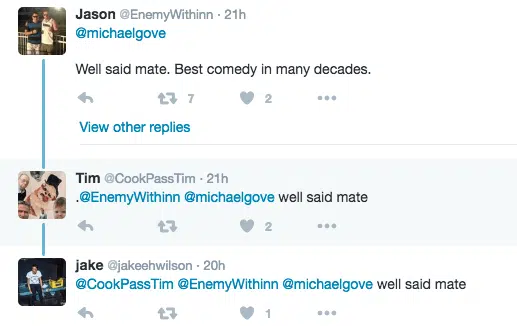 Jason @EnemyWithinn · 21h
@michaelgove
Well said mate. Best comedy in many decades.
7 2
View other replies
Tim @CookPassTim · 21h
.@EnemyWithinn @michaelgove well said mate
2
jake @jakeehwilson · 20h
@CookPassTim @EnemyWithinn @michaelgove well said mate
1